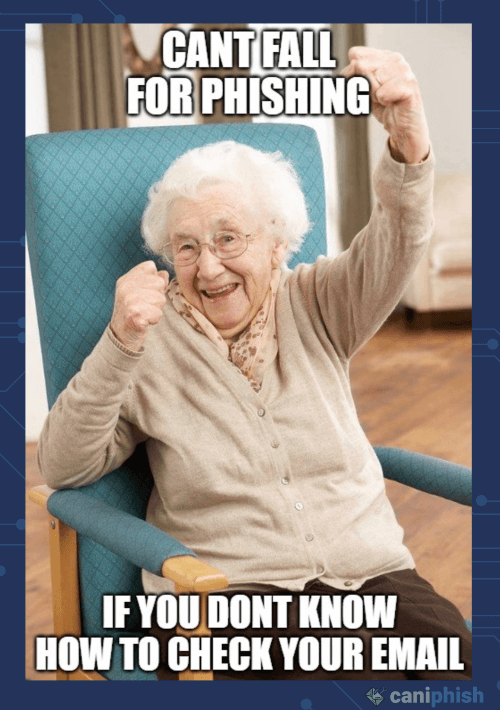 CANT FALL
FOR PHISHING
IF YOU DONT KNOW
HOW TO CHECK YOUR EMAIL
caniphish